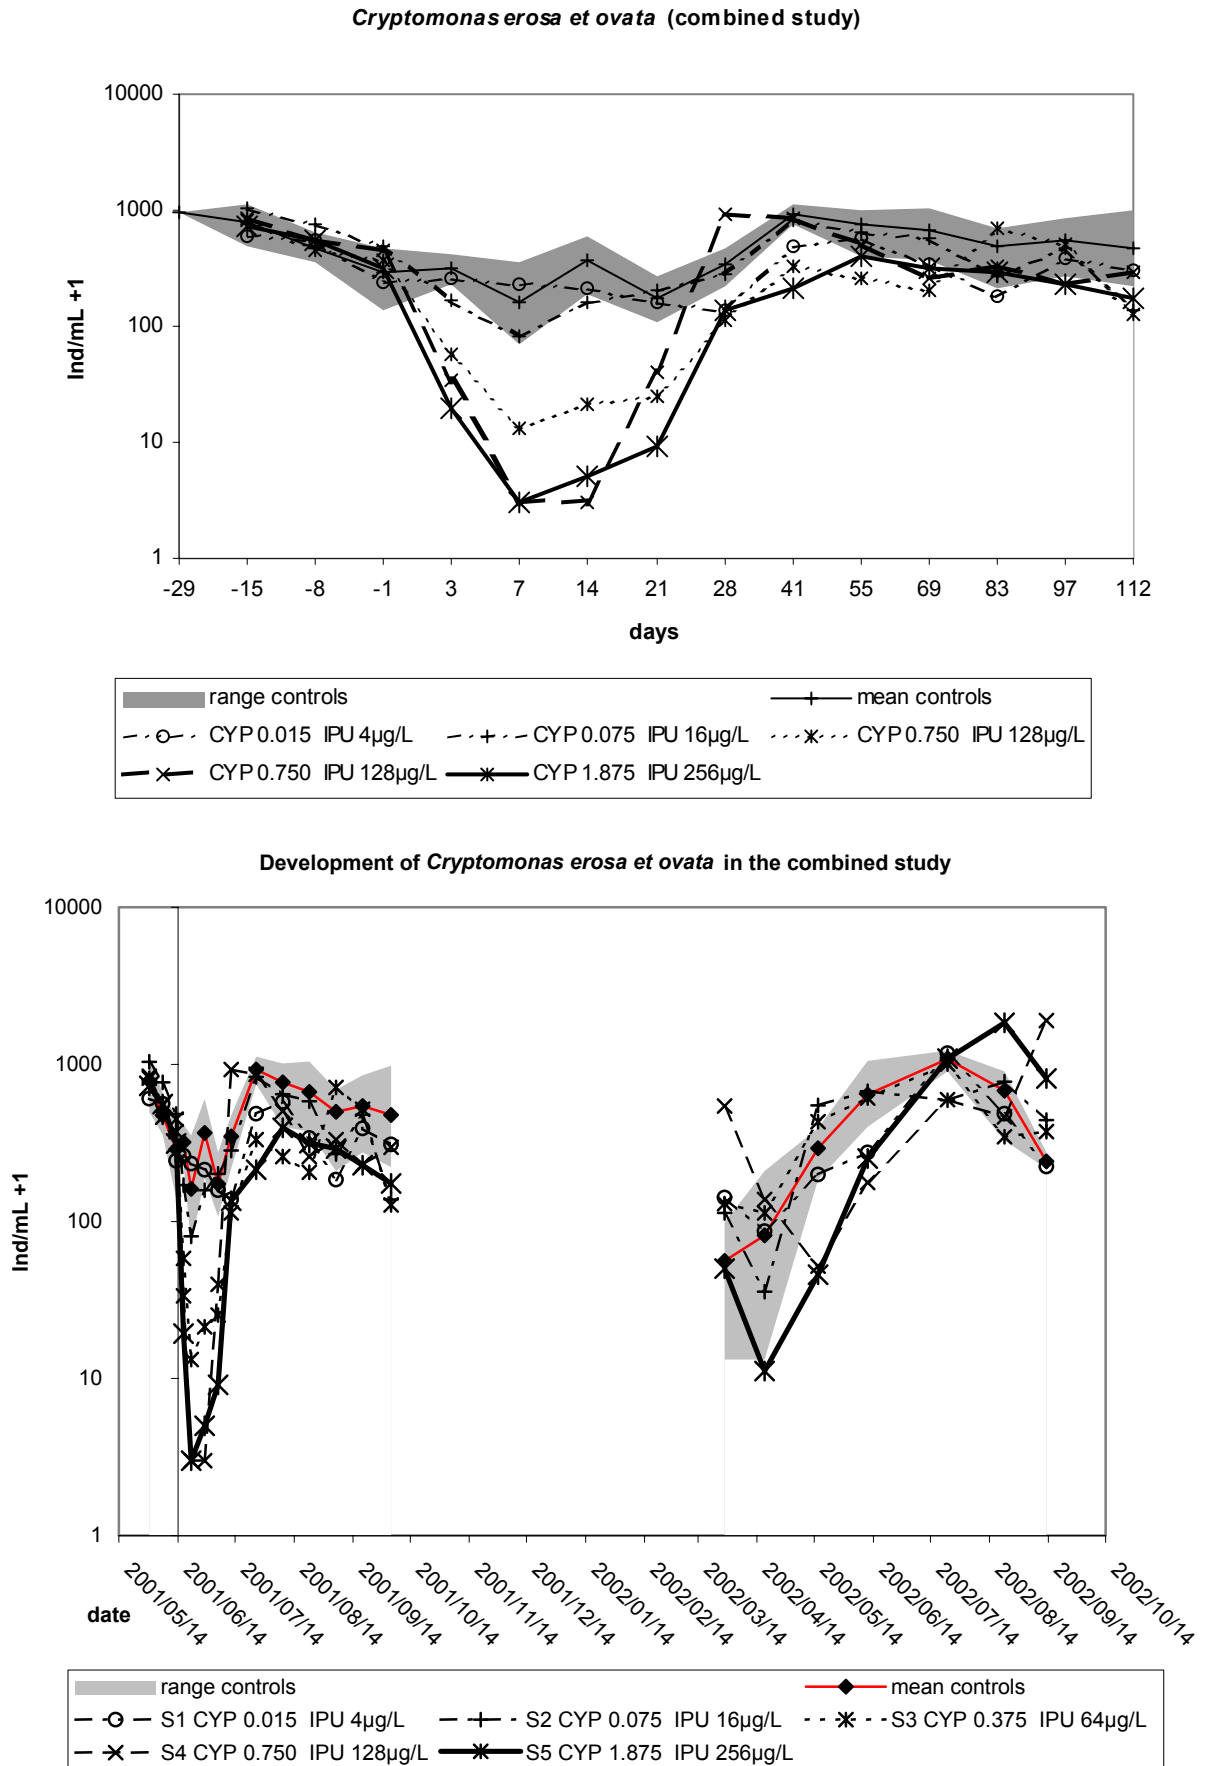 Cryptomonas erosa et ovata (combined study)
10000
1000
100
10
1
Ind/mL +1
-29 -15 -8 -1 3 7 14 21 28 41 55 69 83 97 112
days
range controls mean controls
CYP 0.015 IPU 4µg/L CYP 0.075 IPU 16µg/L CYP 0.750 IPU 128µg/L
CYP 0.750 IPU 128µg/L CYP 1.875 IPU 256µg/L
Development of Cryptomonas erosa et ovata in the combined study
10000
1000
100
10
1
Ind/mL +1
2001/05/14 2001/06/14 2001/07/14 2001/08/14 2001/09/14 2001/10/14 2001/11/14 2001/12/14 2002/01/14 2002/02/14 2002/03/14 2002/04/14 2002/05/14 2002/06/14 2002/07/14 2002/08/14 2002/09/14 2002/10/14
date
range controls mean controls
S1 CYP 0.015 IPU 4µg/L S2 CYP 0.075 IPU 16µg/L S3 CYP 0.375 IPU 64µg/L
S4 CYP 0.750 IPU 128µg/L S5 CYP 1.875 IPU 256µg/L